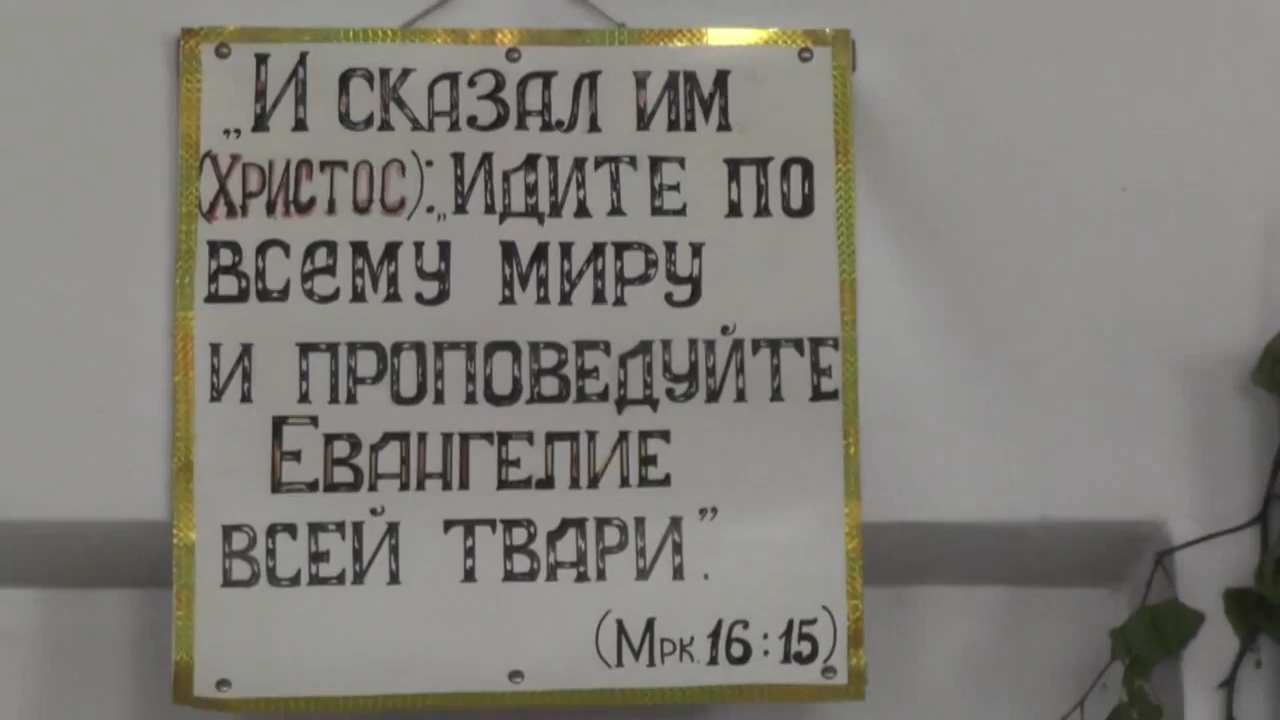 „И СКАЗАЛ ИМ
(ХРИСТОС):„ИДИТЕ ПО
ВСЕМУ МИРУ
И ПРОПОВЕДУЙТЕ
ЕВАНГЕЛИЕ
ВСЕЙ ТВАРИ”.
(Мрк. 16:15)